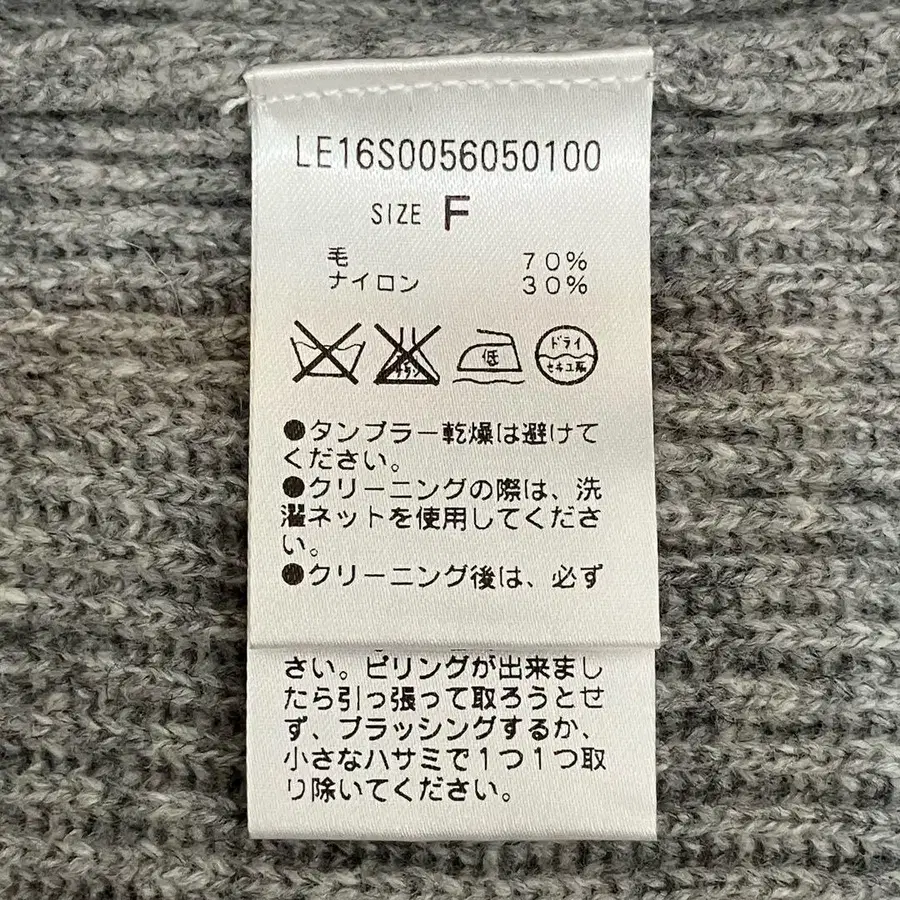 LE16S0056050100
SIZE F
毛 70%
ナイロン 30%
低
ドライ
セキユ系
●タンブラー乾燥は避けて
ください。
●クリーニングの際は、洗
濯ネットを使用してくださ
い。
●クリーニング後は、必ず
さい。ピリングが出来まし
たら引っ張って取ろうとせ
ず、ブラッシングするか、
小さなハサミで1つ1つ取
り除いてください。